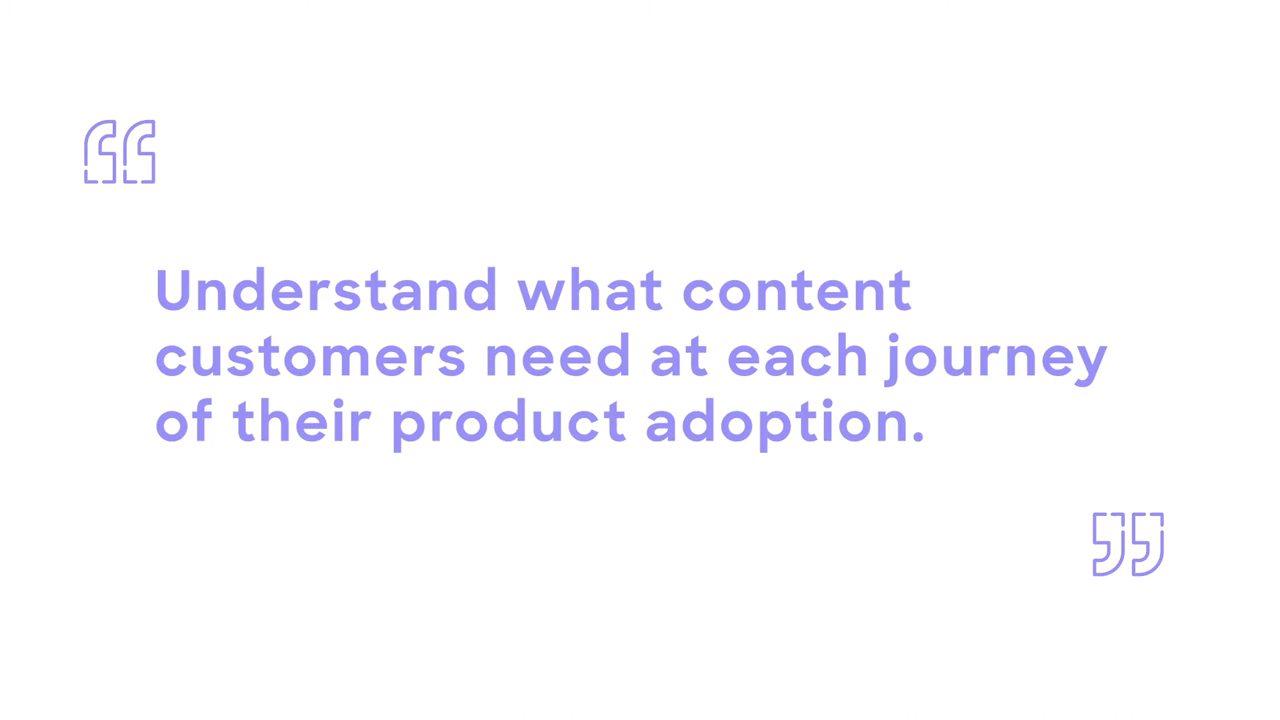 Understand what content
customers need at each journey
of their product adoption.